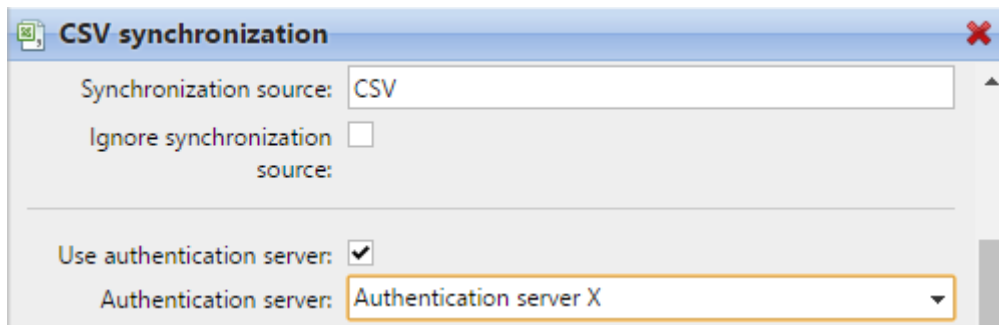 CSV synchronization
Synchronization source: CSV
Ignore synchronization
source:
Use authentication server:
Authentication server: Authentication server X